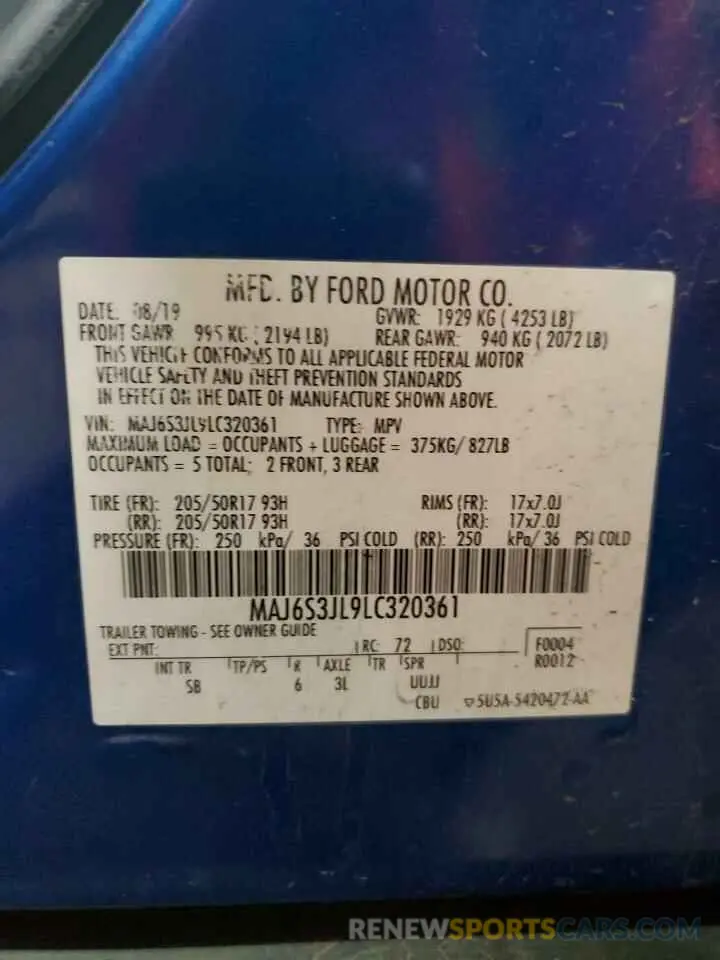 MFD. BY FORD MOTOR CO.
DATE: 08/19 GVWR: 1929 KG ( 4253 LB)
FRONT GAWR: 995 KG ( 2194 LB) REAR GAWR: 940 KG ( 2072 LB)
THIS VEHICLE CONFORMS TO ALL APPLICABLE FEDERAL MOTOR
VEHICLE SAFETY AND THEFT PREVENTION STANDARDS
IN EFFECT ON THE DATE OF MANUFACTURE SHOWN ABOVE.
VIN: MAJ6S3JL9LC320361 TYPE: MPV
MAXIMUM LOAD = OCCUPANTS + LUGGAGE = 375KG/ 827LB
OCCUPANTS = 5 TOTAL; 2 FRONT, 3 REAR
TIRE (FR): 205/50R17 93H RIMS (FR): 17x7.0J
(RR): 205/50R17 93H (RR): 17x7.0J
PRESSURE (FR): 250 kPa/ 36 PSI COLD (RR): 250 kPa/ 36 PSI COLD
MAJ6S3JL9LC320361
TRAILER TOWING - SEE OWNER GUIDE
EXT PNT: RC: 72 DSO: F0004
R0012
INT TR TP/PS R AXLE TR SPR
SB 6 3L UUJJ
CBU 5U5A-5420472-AA
RENEWSPORTSCARS.COM